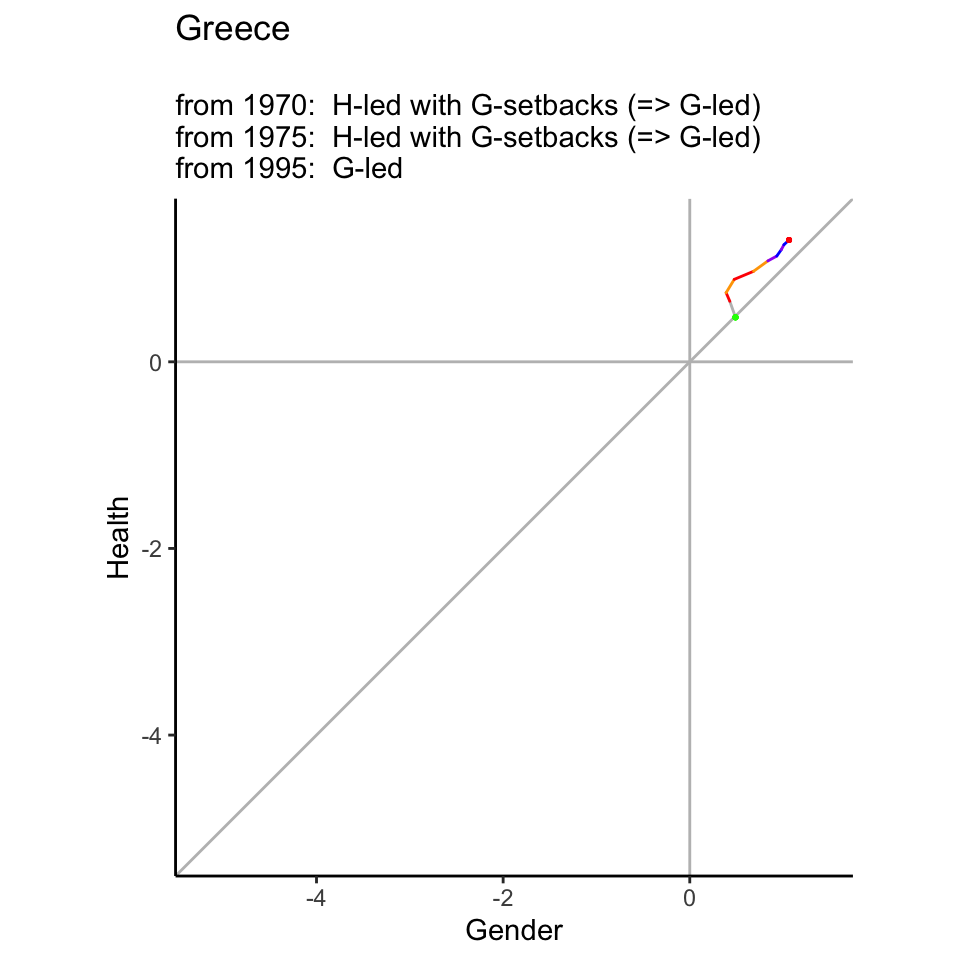 Greece
from 1970:  H-led with G-setbacks (=> G-led)
from 1975:  H-led with G-setbacks (=> G-led)
from 1995:  G-led
0
-2
-4
Health
-4
-2
0
Gender